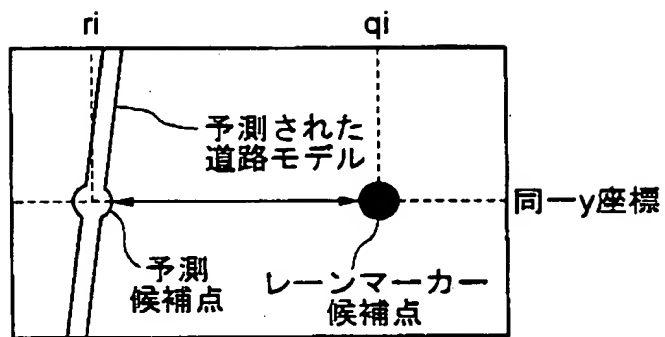 ri
qi
予測された
道路モデル
同一y座標
予測
候補点
レーンマーカー
候補点